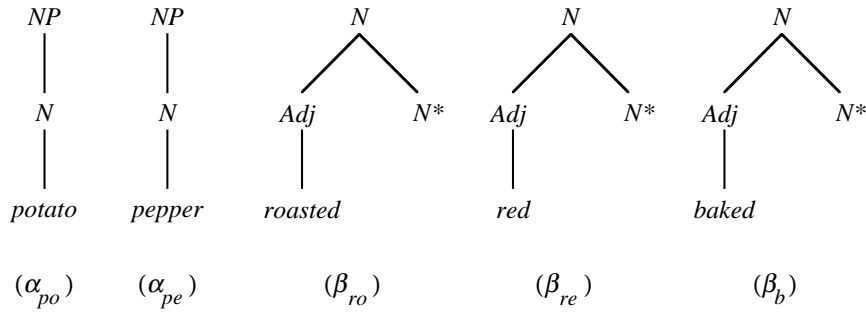 NP NP N N N
N N Adj N* Adj N* Adj N*
potato pepper roasted red baked
(α_po) (α_pe) (β_ro) (β_re) (β_b)